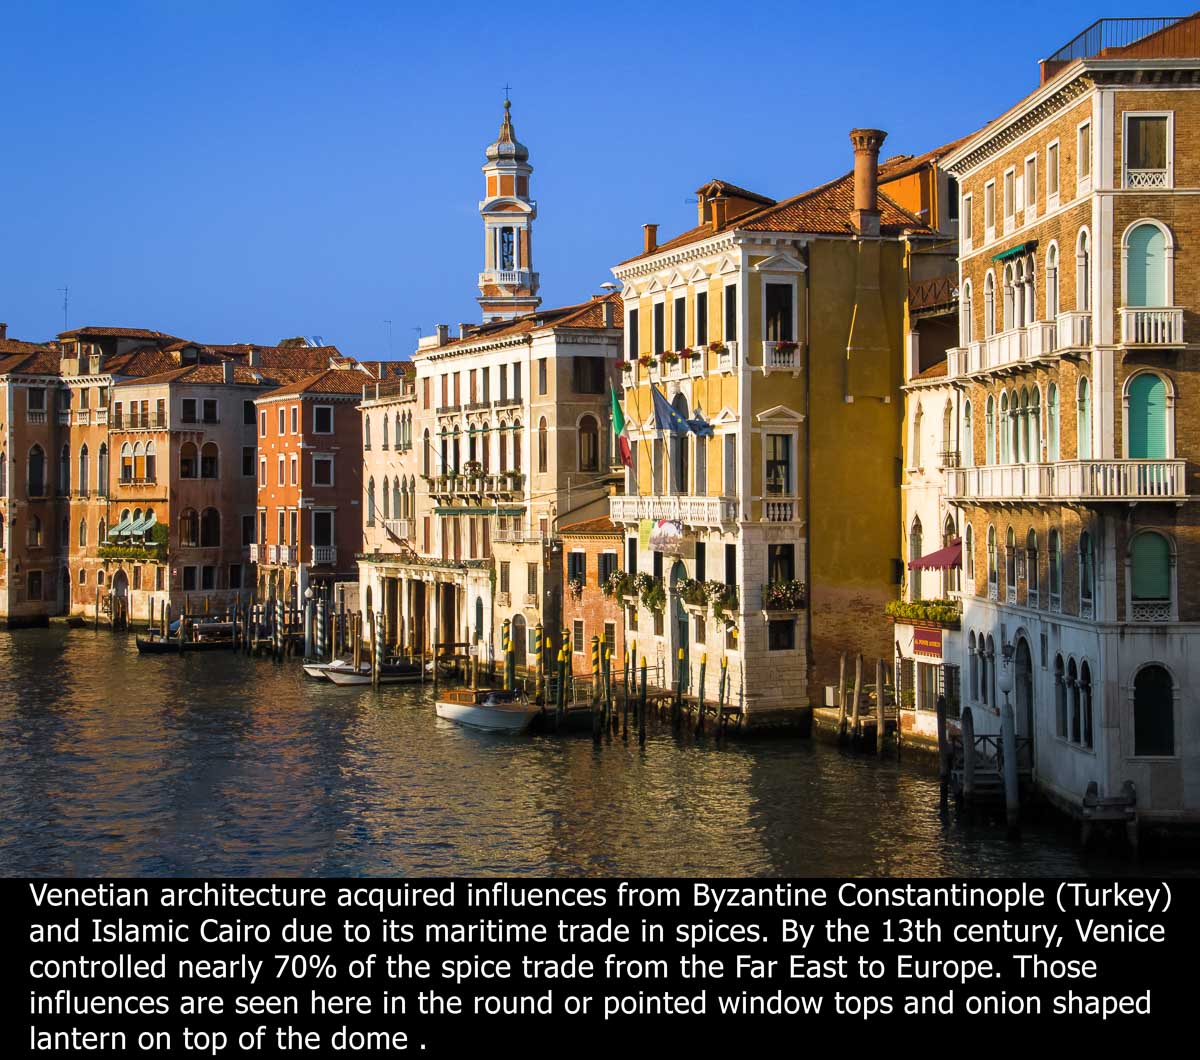 Venetian architecture acquired influences from Byzantine Constantinople (Turkey)
and Islamic Cairo due to its maritime trade in spices. By the 13th century, Venice
controlled nearly 70% of the spice trade from the Far East to Europe. Those
influences are seen here in the round or pointed window tops and onion shaped
lantern on top of the dome .